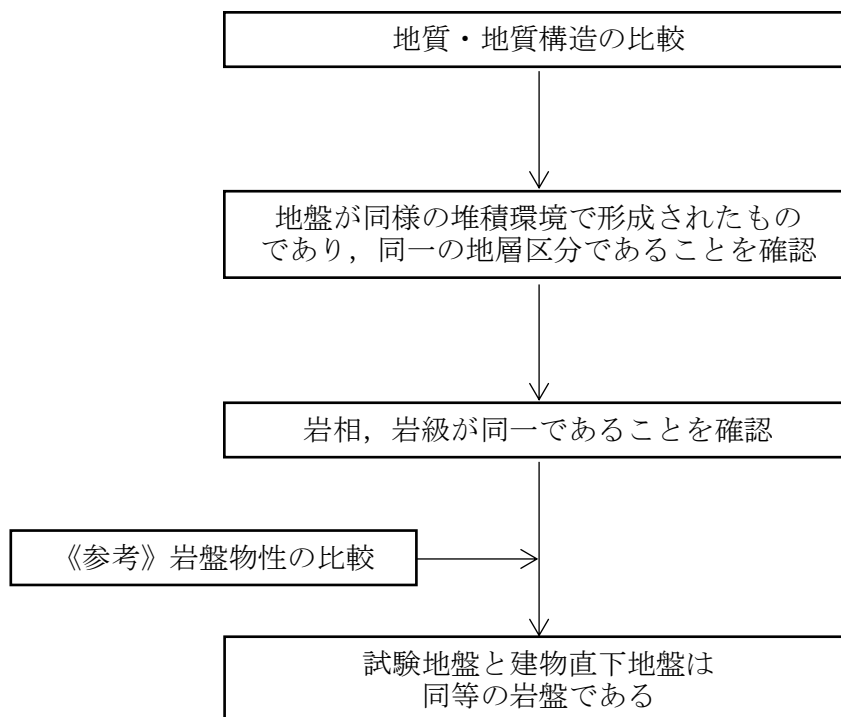 地質・地質構造の比較
地盤が同様の堆積環境で形成されたもの
であり，同一の地層区分であることを確認
岩相，岩級が同一であることを確認
《参考》岩盤物性の比較
試験地盤と建物直下地盤は
同等の岩盤である